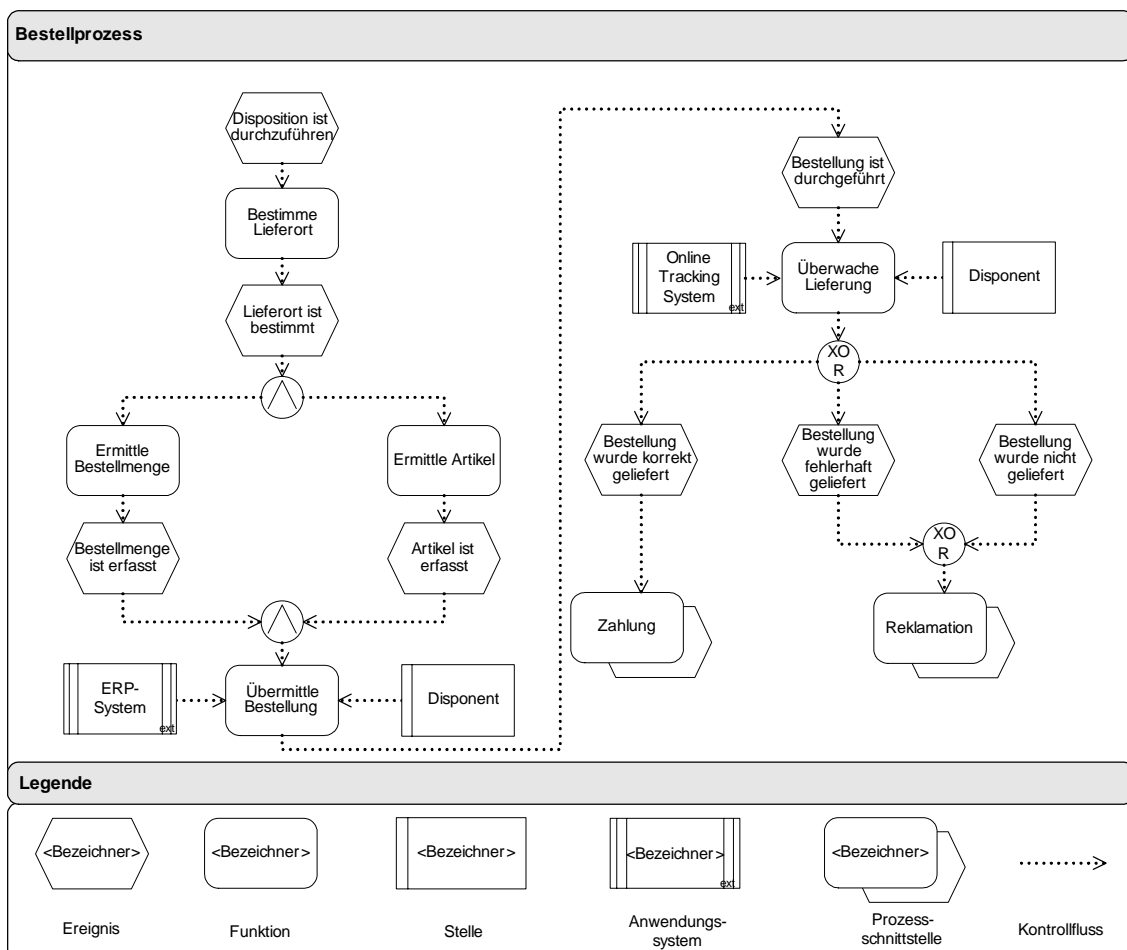 Bestellprozess
Disposition ist
durchzuführen
Bestimme
Lieferort
Lieferort ist
bestimmt
Ermittle
Bestellmenge
Ermittle Artikel
Bestellmenge
ist erfasst
Artikel ist
erfasst
ERP-
System
ext
Übermittle
Bestellung
Disponent
Bestellung ist
durchgeführt
Online
Tracking
System
ext
Überwache
Lieferung
Disponent
XO
R
Bestellung
wurde korrekt
geliefert
Bestellung
wurde
fehlerhaft
geliefert
Bestellung
wurde nicht
geliefert
XO
R
Zahlung
Reklamation
Legende
<Bezeichner>
<Bezeichner>
<Bezeichner>
<Bezeichner>
ext
<Bezeichner>
Ereignis
Funktion
Stelle
Anwendungs-
system
Prozess-
schnittstelle
Kontrollfluss